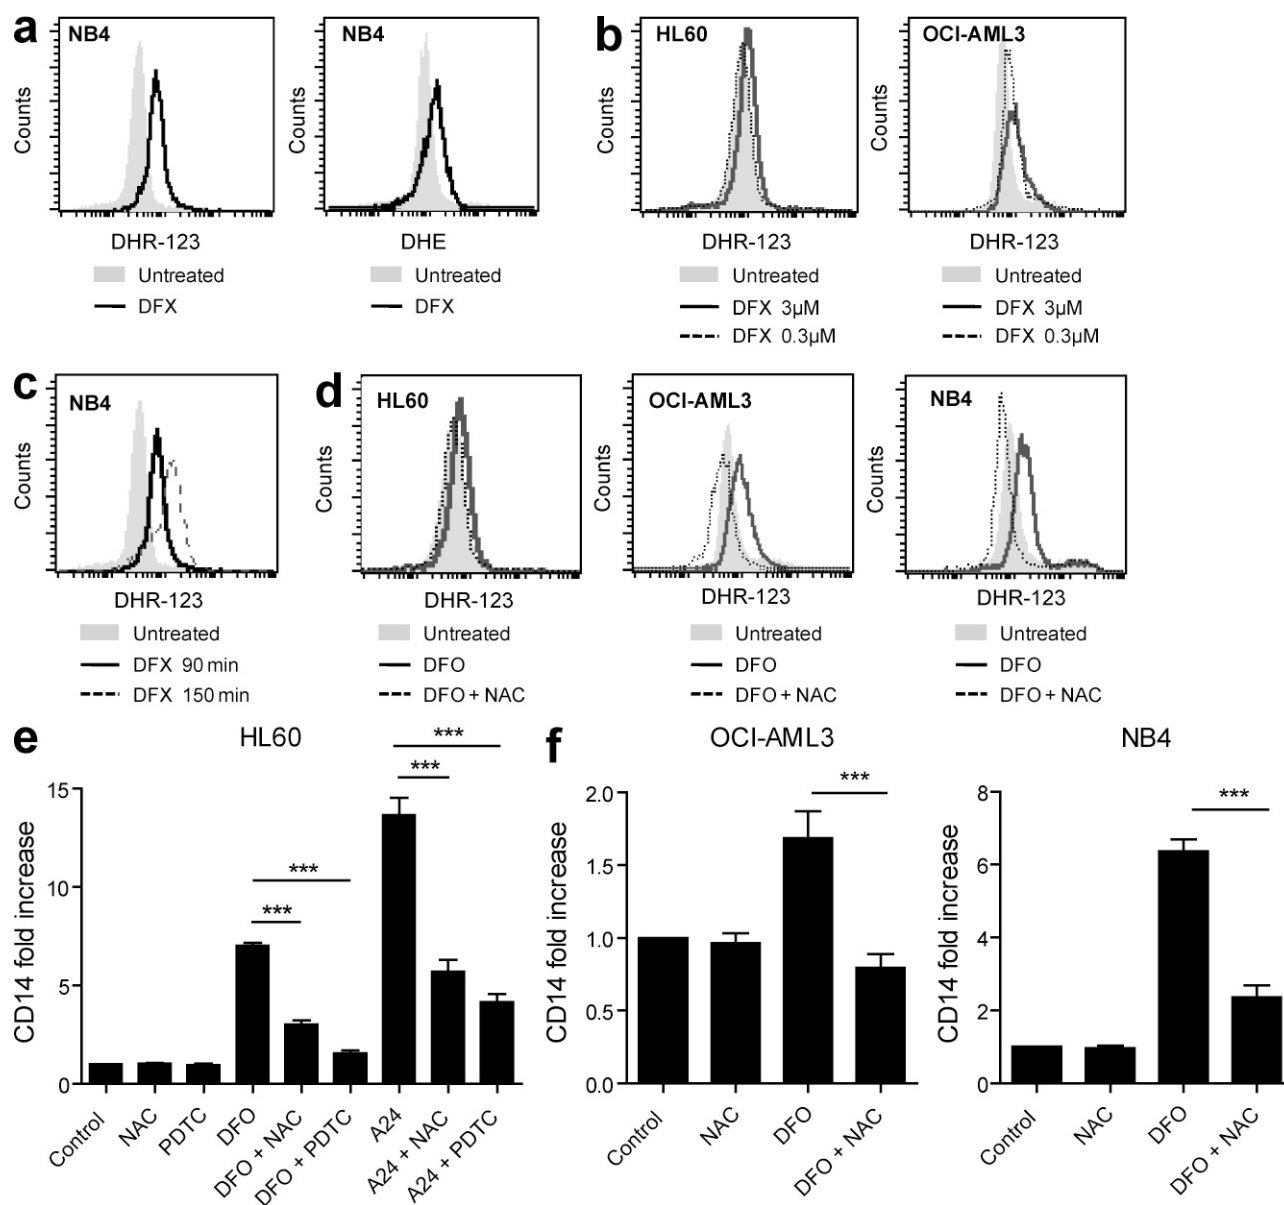 a
NB4
Counts
DHR-123
Untreated
DFX
NB4
Counts
DHE
Untreated
DFX
b
HL60
Counts
DHR-123
Untreated
DFX 3µM
DFX 0.3µM
OCI-AML3
Counts
DHR-123
Untreated
DFX 3µM
DFX 0.3µM
c
NB4
Counts
DHR-123
Untreated
DFX 90 min
DFX 150 min
d
HL60
Counts
DHR-123
Untreated
DFO
DFO + NAC
OCI-AML3
Counts
DHR-123
Untreated
DFO
DFO + NAC
NB4
Counts
DHR-123
Untreated
DFO
DFO + NAC
e
HL60
CD14 fold increase
15
10
5
0
***
***
***
***
Control
NAC
PDTC
DFO
DFO + NAC
DFO + PDTC
A24
A24 + NAC
A24 + PDTC
f
OCI-AML3
CD14 fold increase
2.0
1.5
1.0
0.5
0.0
***
Control
NAC
DFO
DFO + NAC
NB4
CD14 fold increase
8
6
4
2
0
***
Control
NAC
DFO
DFO + NAC